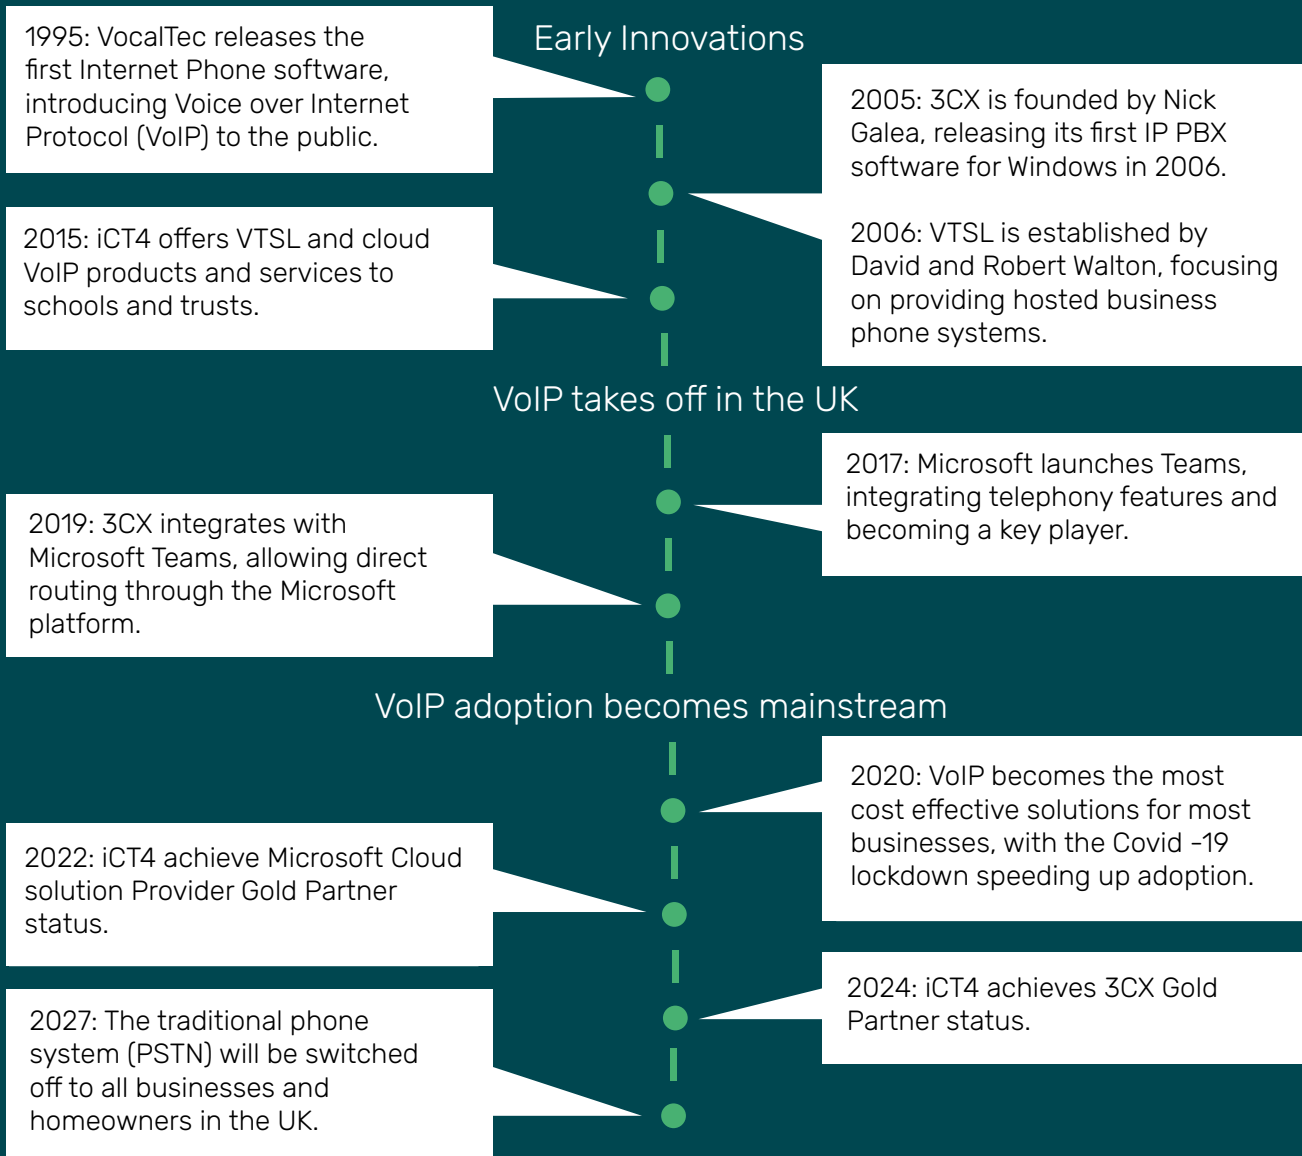 Early Innovations
1995: VocalTec releases the
first Internet Phone software,
introducing Voice over Internet
Protocol (VoIP) to the public.
2005: 3CX is founded by Nick
Galea, releasing its first IP PBX
software for Windows in 2006.
2006: VTSL is established by
David and Robert Walton, focusing
on providing hosted business
phone systems.
2015: iCT4 offers VTSL and cloud
VoIP products and services to
schools and trusts.
VoIP takes off in the UK
2017: Microsoft launches Teams,
integrating telephony features and
becoming a key player.
2019: 3CX integrates with
Microsoft Teams, allowing direct
routing through the Microsoft
platform.
VoIP adoption becomes mainstream
2020: VoIP becomes the most
cost effective solutions for most
businesses, with the Covid -19
lockdown speeding up adoption.
2022: iCT4 achieve Microsoft Cloud
solution Provider Gold Partner
status.
2024: iCT4 achieves 3CX Gold
Partner status.
2027: The traditional phone
system (PSTN) will be switched
off to all businesses and
homeowners in the UK.